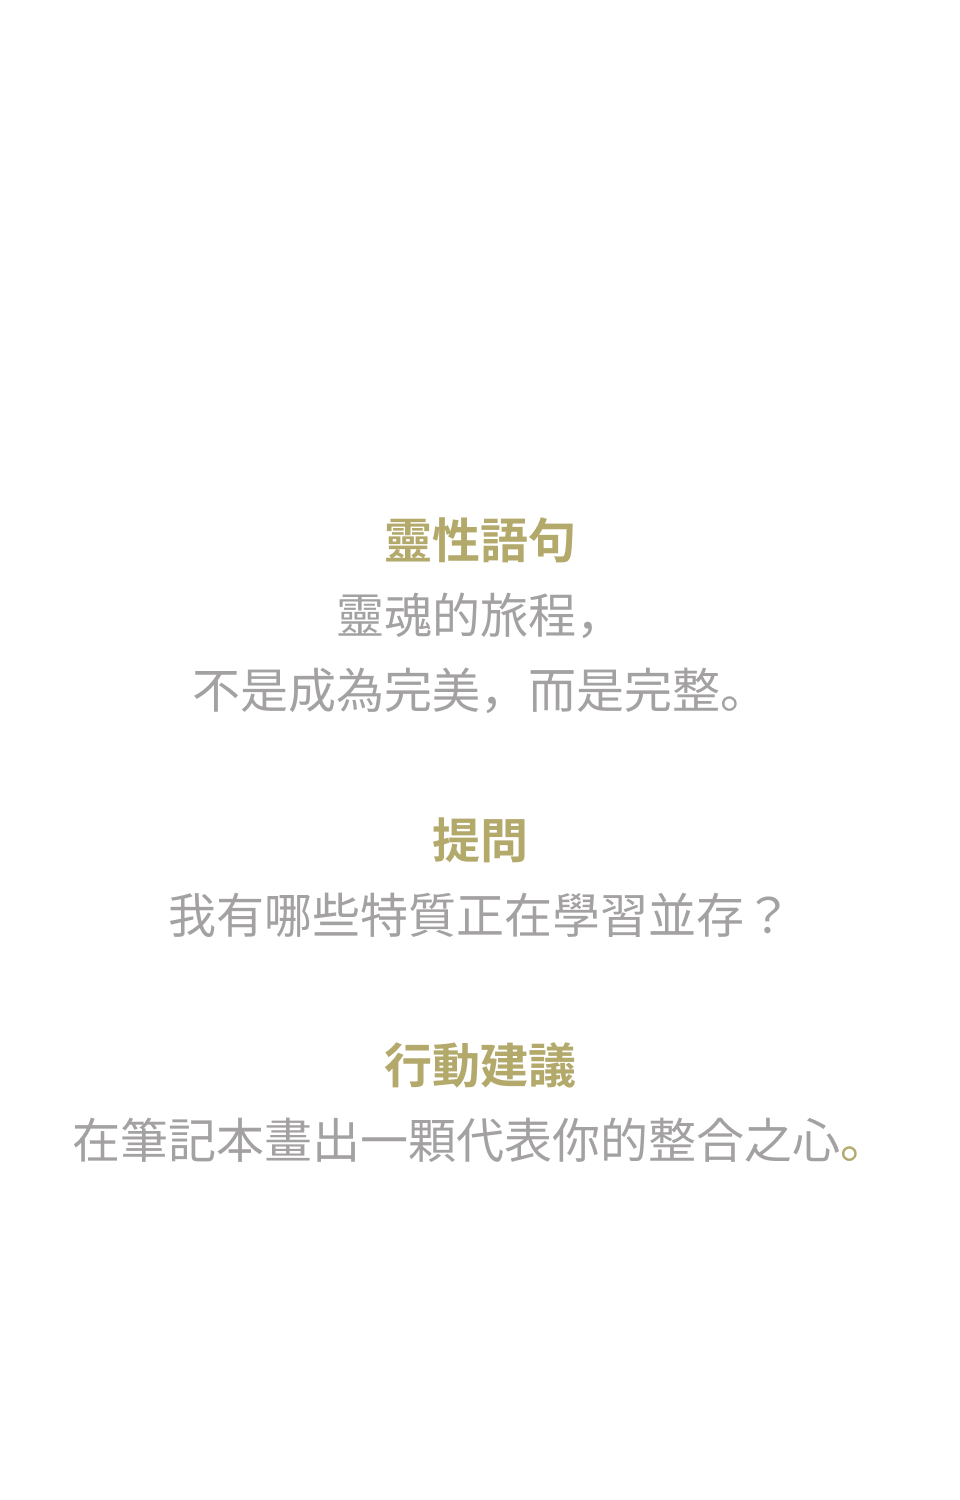 靈性語句
靈魂的旅程，
不是成為完美，而是完整。
提問
我有哪些特質正在學習並存？
行動建議
在筆記本畫出一顆代表你的整合之心。